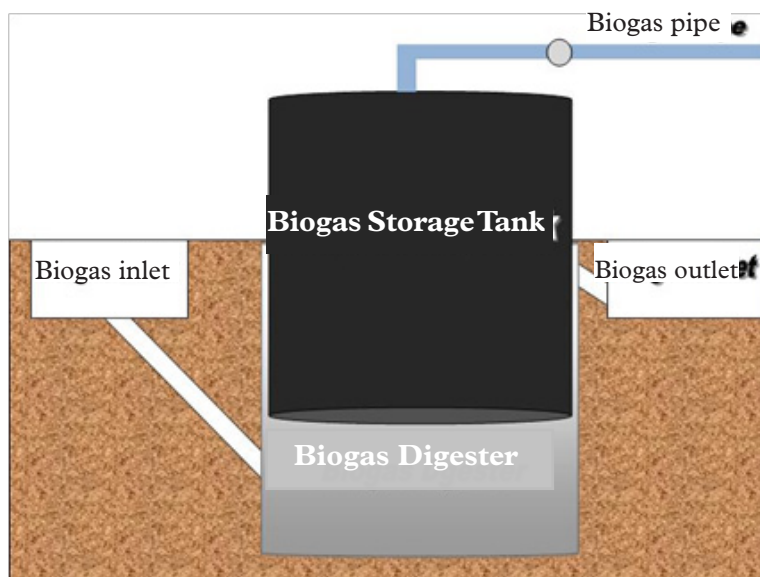 Biogas pipe
Biogas Storage Tank
Biogas inlet
Biogas outlet
Biogas Digester